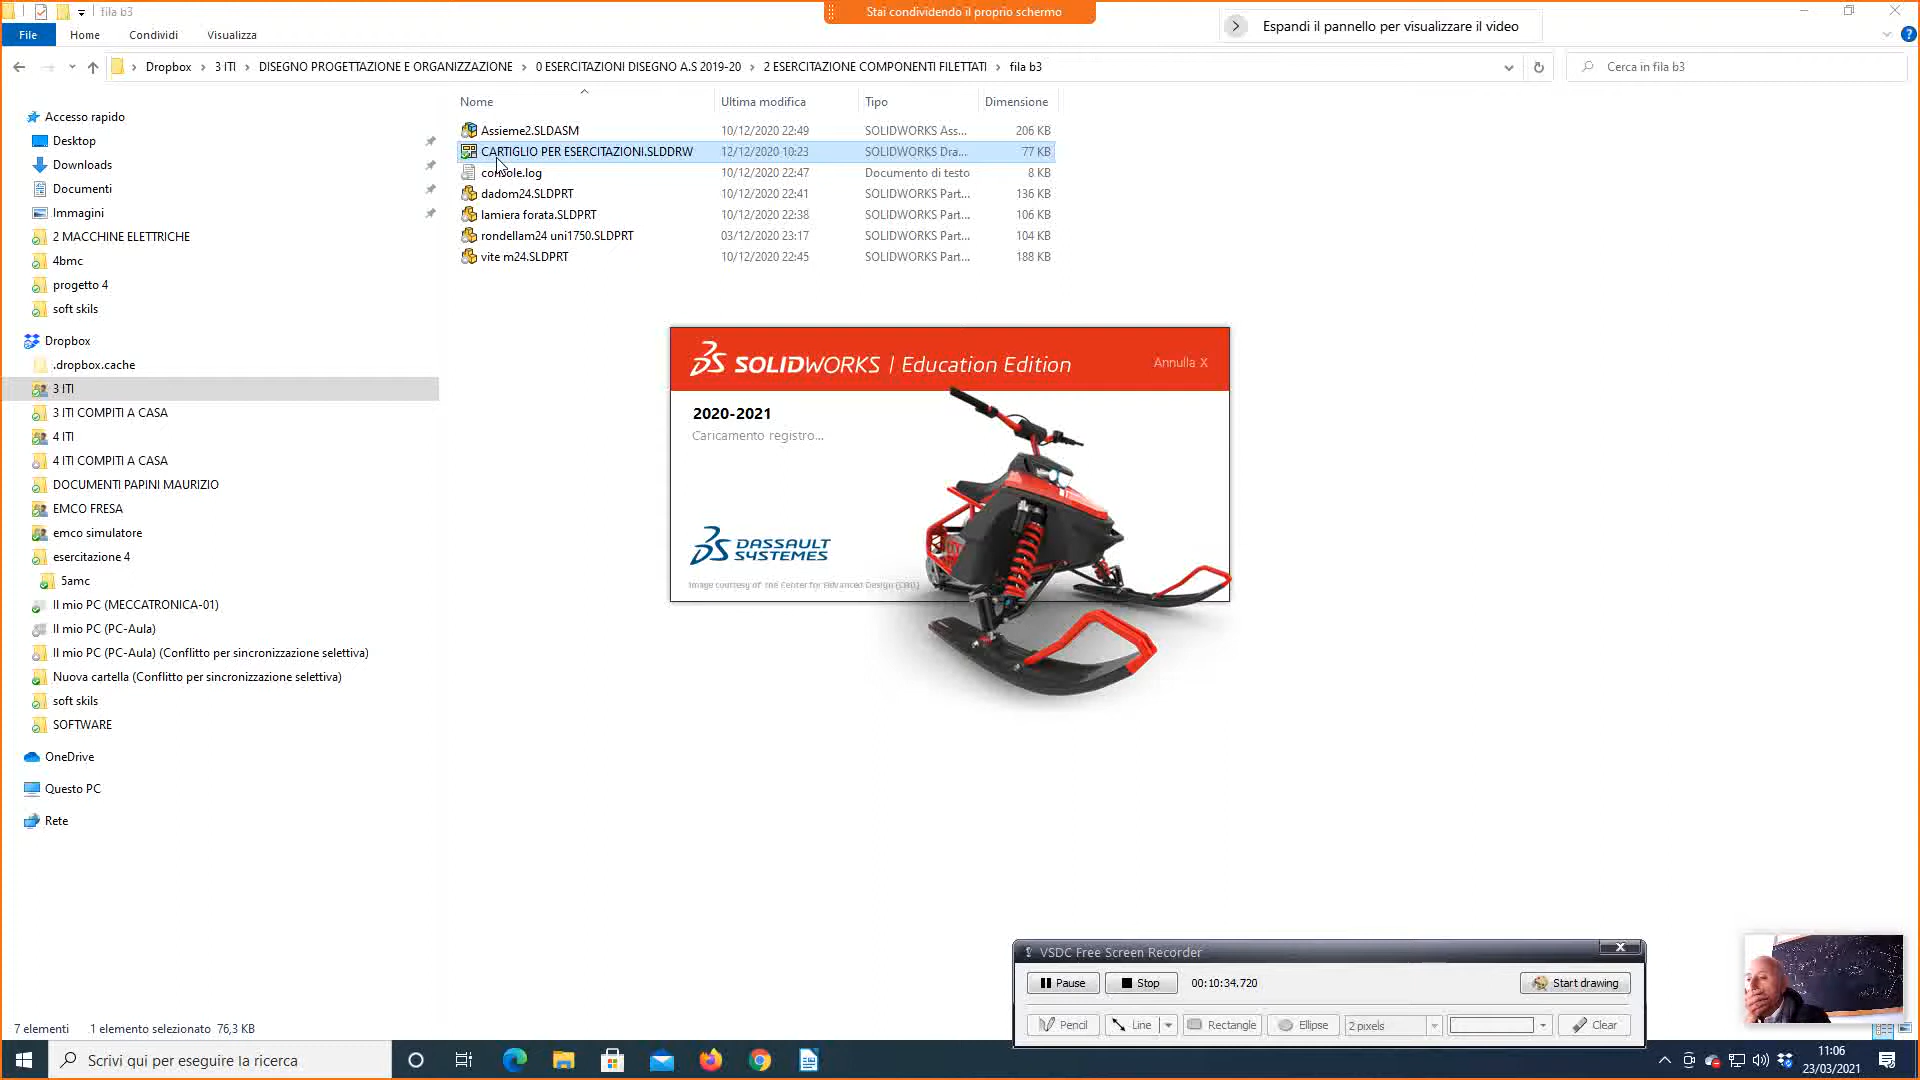 fila b3
Stai condividendo il proprio schermo
Espandi il pannello per visualizzare il video
File Home Condividi Visualizza
Dropbox 3 ITI DISEGNO PROGETTAZIONE E ORGANIZZAZIONE 0 ESERCITAZIONI DISEGNO A.S 2019-20 2 ESERCITAZIONE COMPONENTI FILETTATI fila b3
Cerca in fila b3
Nome Ultima modifica Tipo Dimensione
Assieme2.SLDASM 10/12/2020 22:49 SOLIDWORKS Ass... 206 KB
CARTIGLIO PER ESERCITAZIONI.SLDDRW 12/12/2020 10:23 SOLIDWORKS Dra... 77 KB
console.log 10/12/2020 22:47 Documento di testo 8 KB
dadom24.SLDPRT 10/12/2020 22:41 SOLIDWORKS Part... 136 KB
lamiera forata.SLDPRT 10/12/2020 22:38 SOLIDWORKS Part... 106 KB
rondellam24 uni1750.SLDPRT 03/12/2020 23:17 SOLIDWORKS Part... 104 KB
vite m24.SLDPRT 10/12/2020 22:45 SOLIDWORKS Part... 188 KB
Accesso rapido
Desktop
Downloads
Documenti
Immagini
2 MACCHINE ELETTRICHE
4bmc
progetto 4
soft skils
Dropbox
.dropbox.cache
3 ITI
3 ITI COMPITI A CASA
4 ITI
4 ITI COMPITI A CASA
DOCUMENTI PAPINI MAURIZIO
EMCO FRESA
emco simulatore
esercitazione 4
5amc
Il mio PC (MECCATRONICA-01)
Il mio PC (PC-Aula)
Il mio PC (PC-Aula) (Conflitto per sincronizzazione selettiva)
Nuova cartella (Conflitto per sincronizzazione selettiva)
soft skils
SOFTWARE
OneDrive
Questo PC
Rete
SOLIDWORKS | Education Edition
Annulla X
2020-2021
Caricamento registro...
DASSAULT
SYSTEMES
Image courtesy of The Center for Advanced Design (CAD)
VSDC Free Screen Recorder
Pause Stop 00:10:34.720 Start drawing
Pencil Line Rectangle Ellipse 2 pixels Clear
7 elementi 1 elemento selezionato 76,3 KB
Scrivi qui per eseguire la ricerca
11:06
23/03/2021